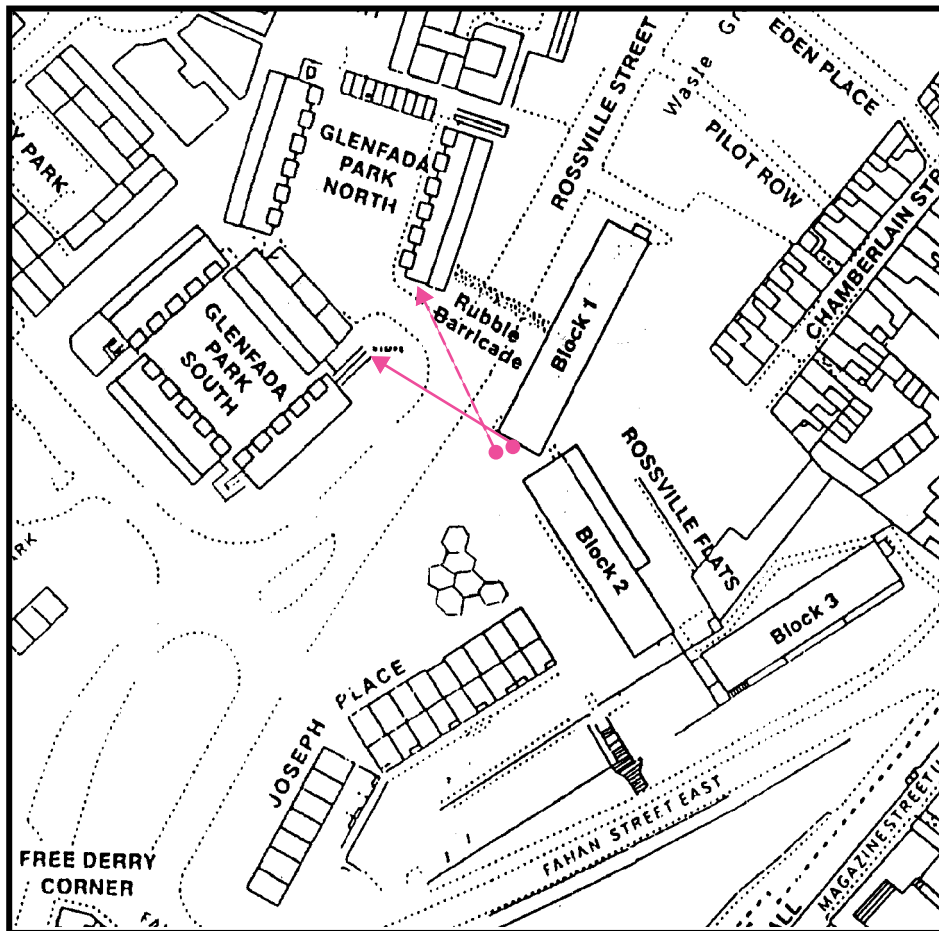 ROSSVILLE STREET
Waste
EDEN PLACE
PILOT ROW
CHAMBERLAIN
GLENFADA
PARK
NORTH
PARK
GLENFADA
PARK
SOUTH
Rubble
Barricade
Block 1
ROSSVILLE FLATS
Block 2
Block 3
JOSEPH PLACE
FAHAN STREET EAST
MAGAZINE STREET
FREE DERRY
CORNER